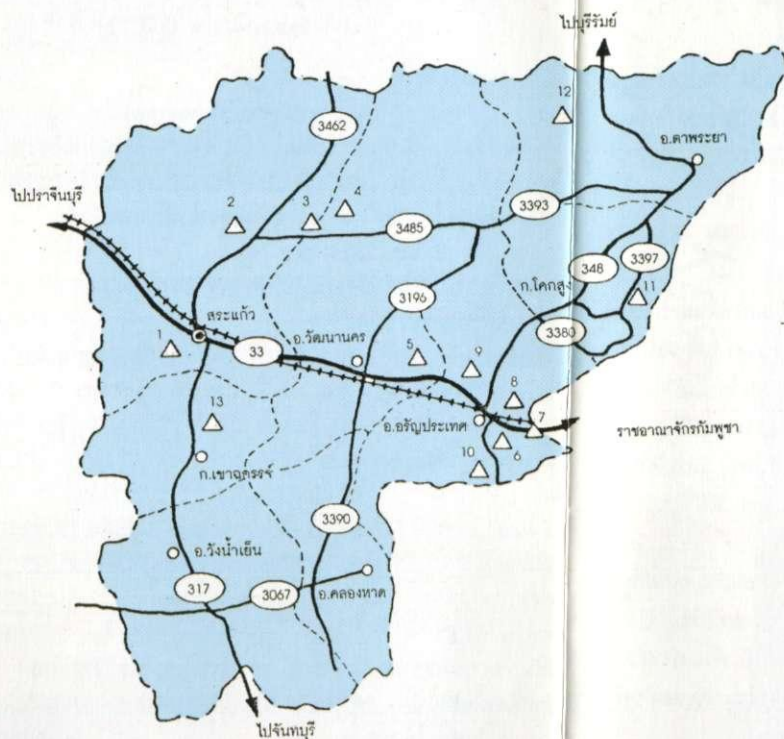 ไปบุรีรัมย์
12
3462
อ.ตาพระยา
ไปปราจีนบุรี
2
3
4
3393
3485
348
3397
ก.โคกสูง
11
3196
สระแก้ว
3380
1
33
อ.วัฒนานคร
5
9
8
7
13
อ.อรัญประเทศ
ราชอาณาจักรกัมพูชา
6
10
ก.เขาฉกรรจ์
3390
อ.วังน้ำเย็น
317
3067
อ.คลองหาด
ไปจันทบุรี